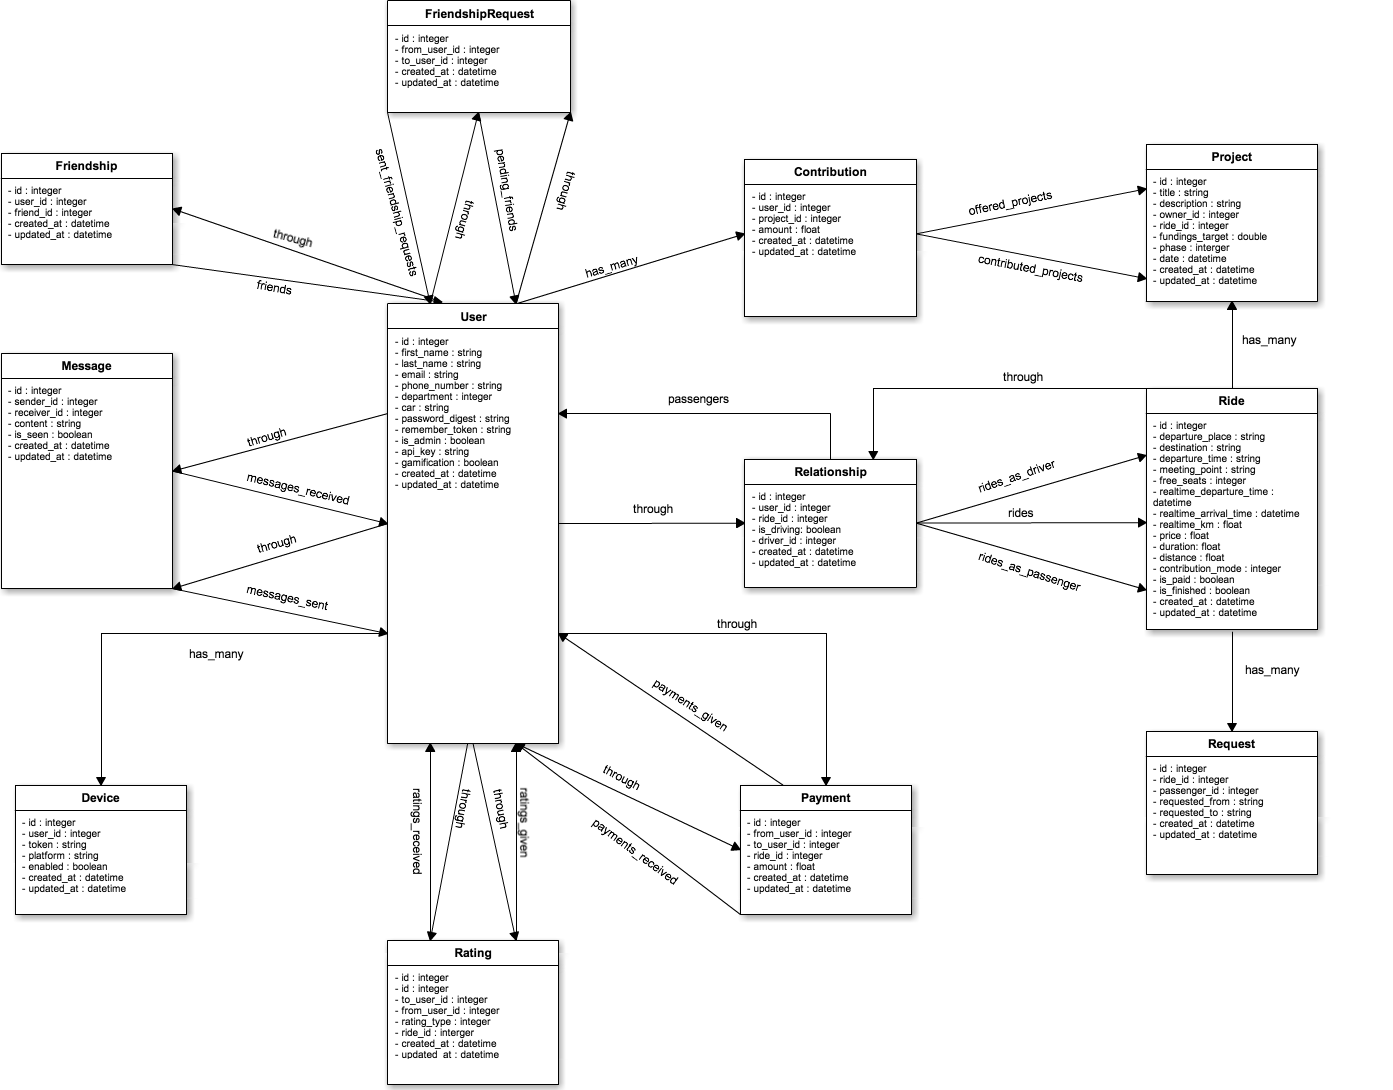 FriendshipRequest
- id : integer
- from_user_id : integer
- to_user_id : integer
- created_at : datetime
- updated_at : datetime
Friendship
- id : integer
- user_id : integer
- friend_id : integer
- created_at : datetime
- updated_at : datetime
sent_friendship_requests
through
pending_friends
through
through
friends
has_many
Contribution
- id : integer
- user_id : integer
- project_id : integer
- amount : float
- created_at : datetime
- updated_at : datetime
offered_projects
contributed_projects
Project
- id : integer
- title : string
- description : string
- owner_id : integer
- ride_id : integer
- fundings_target : double
- phase : interger
- date : datetime
- created_at : datetime
- updated_at : datetime
has_many
User
- id : integer
- first_name : string
- last_name : string
- email : string
- phone_number : string
- department : integer
- car : string
- password_digest : string
- remember_token : string
- is_admin : boolean
- api_key : string
- gamification : boolean
- created_at : datetime
- updated_at : datetime
Message
- id : integer
- sender_id : integer
- receiver_id : integer
- content : string
- is_seen : boolean
- created_at : datetime
- updated_at : datetime
through
messages_received
through
messages_sent
passengers
through
through
Relationship
- id : integer
- user_id : integer
- ride_id : integer
- is_driving: boolean
- driver_id : integer
- created_at : datetime
- updated_at : datetime
rides_as_driver
rides
rides_as_passenger
Ride
- id : integer
- departure_place : string
- destination : string
- departure_time : string
- meeting_point : string
- free_seats : integer
- realtime_departure_time :
datetime
- realtime_arrival_time : datetime
- realtime_km : float
- price : float
- duration: float
- distance : float
- contribution_mode : integer
- is_paid : boolean
- is_finished : boolean
- created_at : datetime
- updated_at : datetime
has_many
has_many
through
payments_given
through
payments_received
Request
- id : integer
- ride_id : integer
- passenger_id : integer
- requested_from : string
- requested_to : string
- created_at : datetime
- updated_at : datetime
Device
- id : integer
- user_id : integer
- token : string
- platform : string
- enabled : boolean
- created_at : datetime
- updated_at : datetime
ratings_received
through
through
ratings_given
Payment
- id : integer
- from_user_id : integer
- to_user_id : integer
- ride_id : integer
- amount : float
- created_at : datetime
- updated_at : datetime
Rating
- id : integer
- id : integer
- to_user_id : integer
- from_user_id : integer
- rating_type : integer
- ride_id : interger
- created_at : datetime
- updated_at : datetime